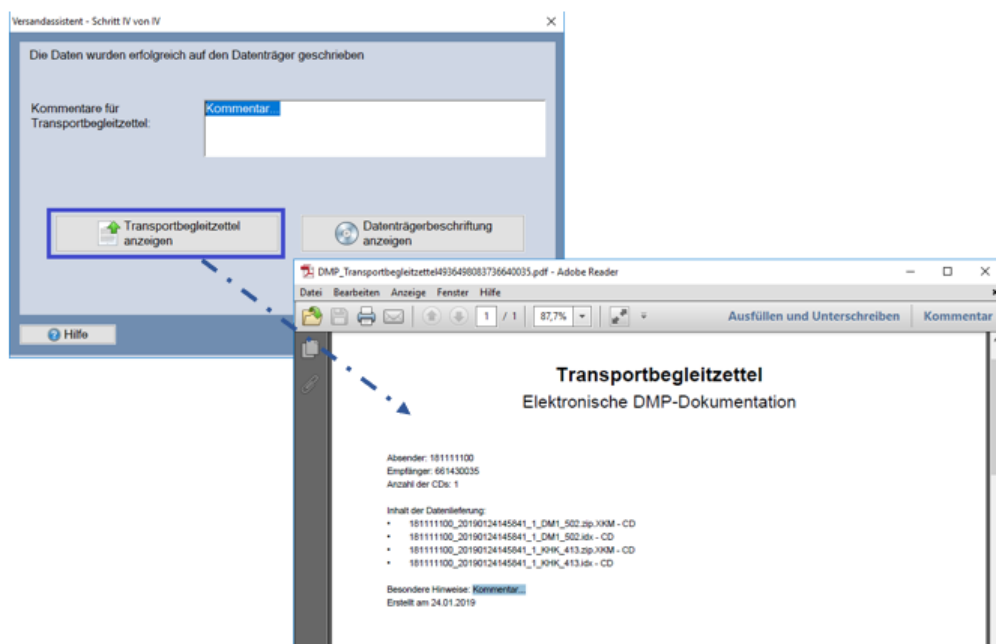 Versandassistent - Schritt IV von IV
Die Daten wurden erfolgreich auf den Datenträger geschrieben
Kommentare für
Transportbegleitzettel:
Kommentar...
Transportbegleitzettel
anzeigen
Datenträgerbeschriftung
anzeigen
Hilfe
DMP_Transportbegleitzettel4936498083736640035.pdf - Adobe Reader
Datei Bearbeiten Anzeige Fenster Hilfe
1 / 1 87,7% Ausfüllen und Unterschreiben Kommentar
Transportbegleitzettel
Elektronische DMP-Dokumentation
Absender: 181111100
Empfänger: 661430035
Anzahl der CDs: 1
Inhalt der Datenlieferung:
• 181111100_20190124145841_1_DM1_502.zip.XKM - CD
• 181111100_20190124145841_1_DM1_502.idx - CD
• 181111100_20190124145841_1_KHK_413.zip.XKM - CD
• 181111100_20190124145841_1_KHK_413.idx - CD
Besondere Hinweise: Kommentar...
Erstellt am 24.01.2019